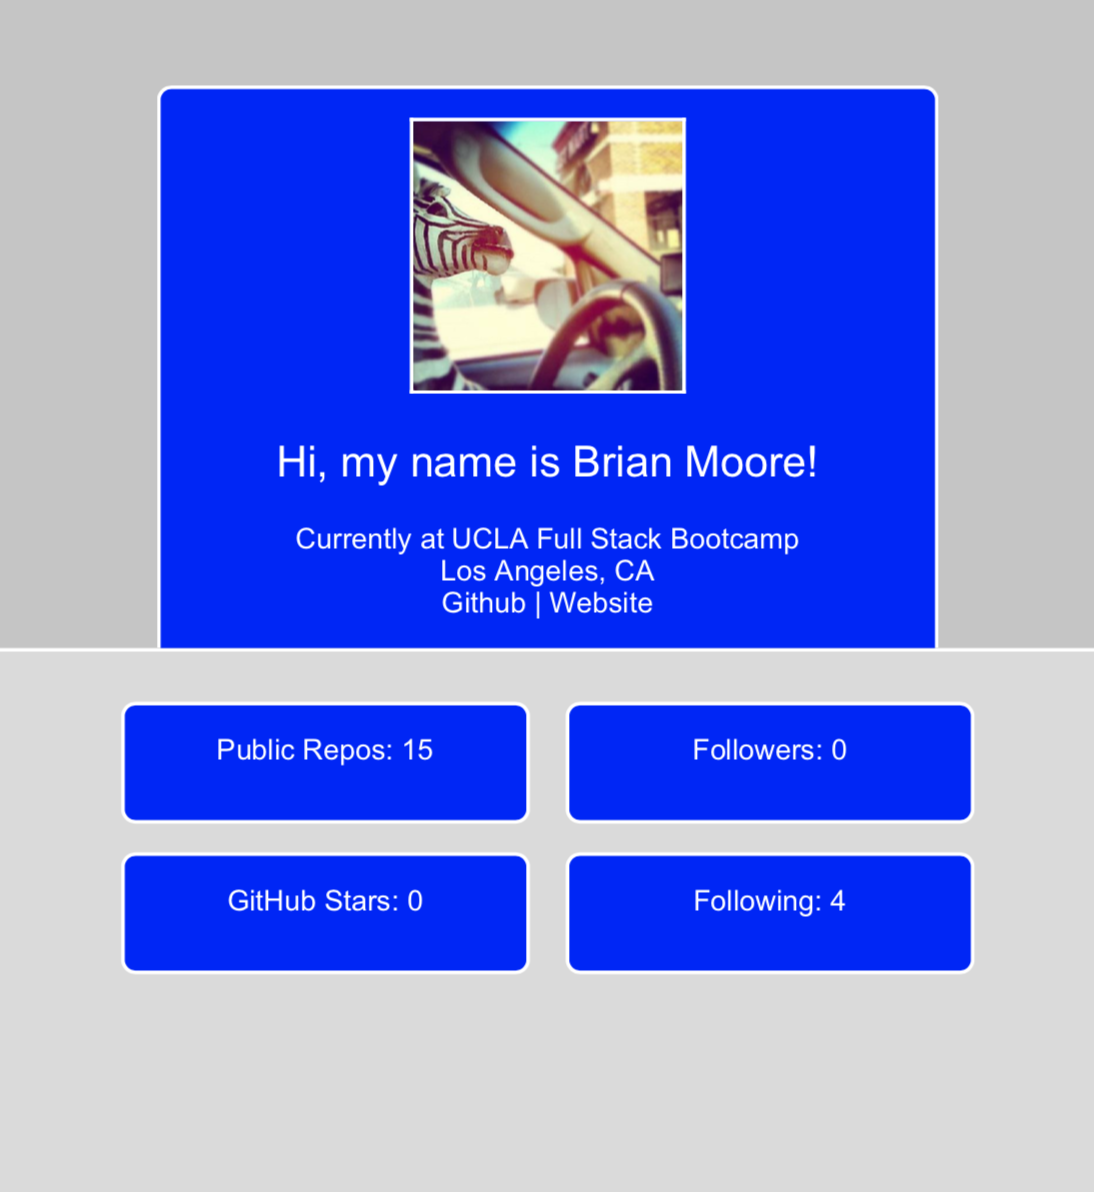 Hi, my name is Brian Moore!
Currently at UCLA Full Stack Bootcamp
Los Angeles, CA
Github | Website
Public Repos: 15
Followers: 0
GitHub Stars: 0
Following: 4